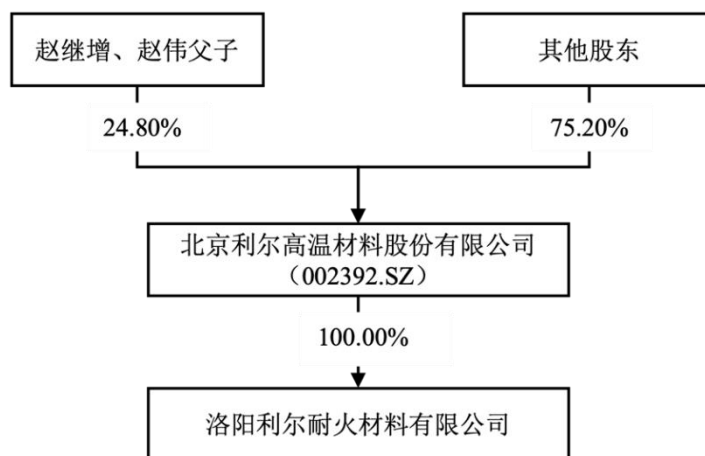 赵继增、赵伟父子
其他股东
24.80%
75.20%
北京利尔高温材料股份有限公司
（002392.SZ）
100.00%
洛阳利尔耐火材料有限公司